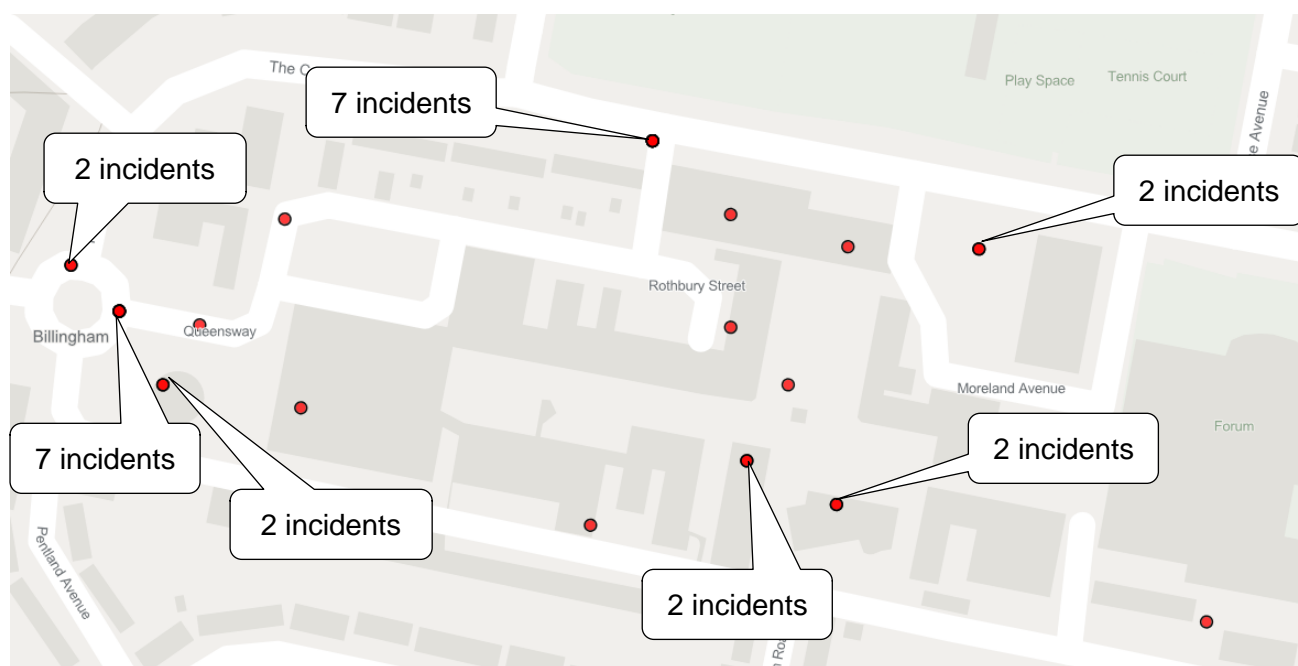 The
Play Space
Tennis Court
7 incidents
Avenue
2 incidents
2 incidents
Rothbury Street
Queensway
Billingham
Moreland Avenue
Forum
2 incidents
7 incidents
2 incidents
Pentland Avenue
2 incidents